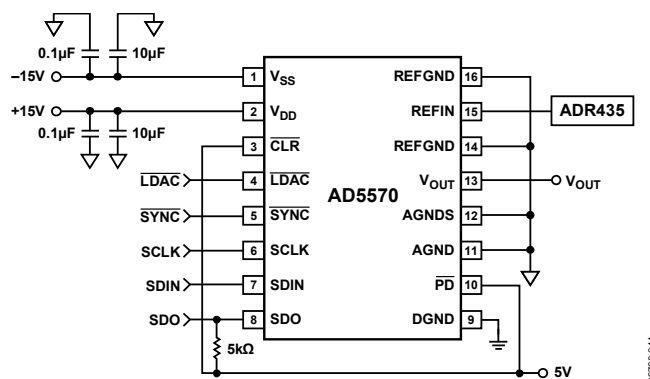 0.1µF 10µF
–15V 1 VSS REFGND 16
+15V 2 VDD REFIN 15 ADR435
0.1µF 10µF 3 CLR REFGND 14
LDAC 4 LDAC VOUT 13 VOUT
AD5570
SYNC 5 SYNC AGNDS 12
SCLK 6 SCLK AGND 11
SDIN 7 SDIN PD 10
SDO 8 SDO DGND 9
5kΩ
5V